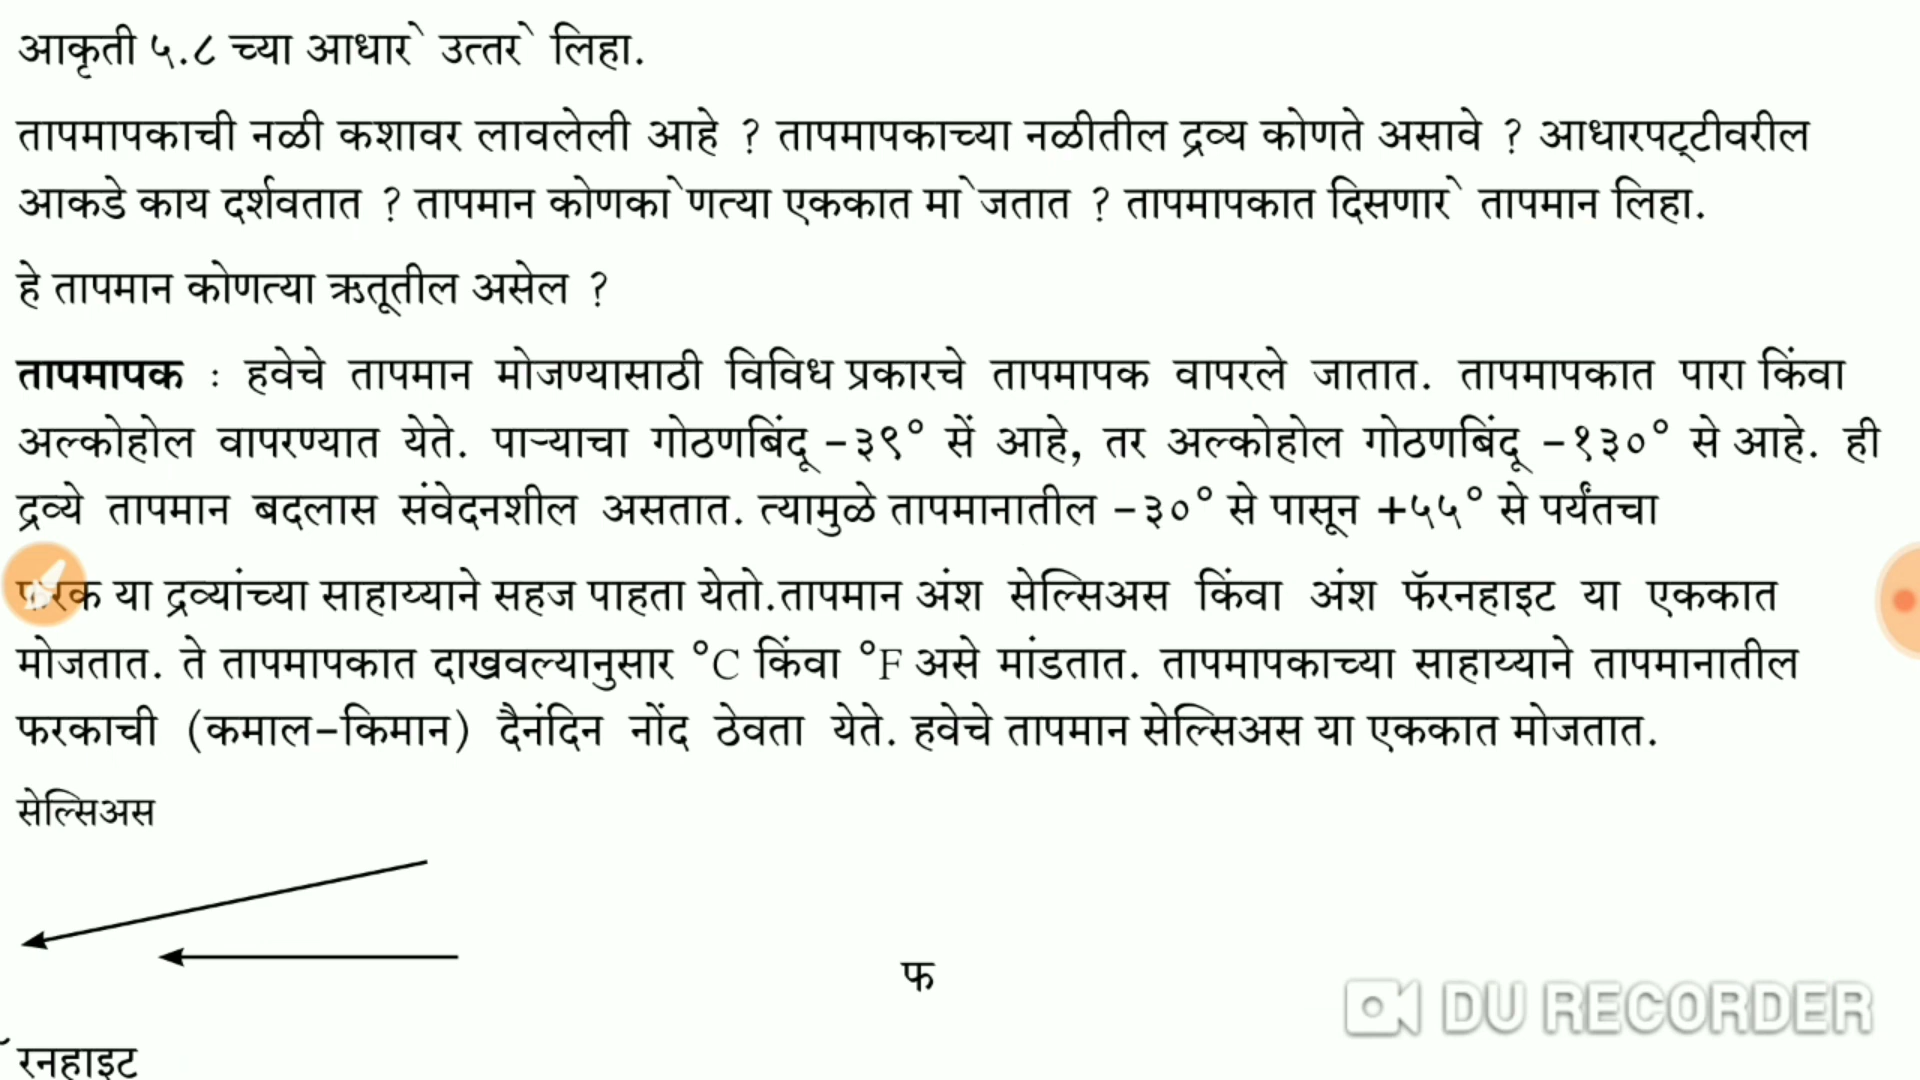 आकृती ५.८ च्या आधारे उत्तरे लिहा.
तापमापकाची नळी कशावर लावलेली आहे ? तापमापकाच्या नळीतील द्रव्य कोणते असावे ? आधारपट्टीवरील
आकडे काय दर्शवतात ? तापमान कोणकोणत्या एककात मोजतात ? तापमापकात दिसणारे तापमान लिहा.
हे तापमान कोणत्या ऋतूतील असेल ?
तापमापक : हवेचे तापमान मोजण्यासाठी विविध प्रकारचे तापमापक वापरले जातात. तापमापकात पारा किंवा
अल्कोहोल वापरण्यात येते. पाऱ्याचा गोठणबिंदू -३९° सें आहे, तर अल्कोहोल गोठणबिंदू -१३०° से आहे. ही
द्रव्ये तापमान बदलास संवेदनशील असतात. त्यामुळे तापमानातील -३०° से पासून +५५° से पर्यंतचा
फरक या द्रव्यांच्या साहाय्याने सहज पाहता येतो.तापमान अंश सेल्सिअस किंवा अंश फॅरनहाइट या एककात
मोजतात. ते तापमापकात दाखवल्यानुसार °C किंवा °F असे मांडतात. तापमापकाच्या साहाय्याने तापमानातील
फरकाची (कमाल-किमान) दैनंदिन नोंद ठेवता येते. हवेचे तापमान सेल्सिअस या एककात मोजतात.
सेल्सिअस
फ
DU RECORDER
ॅरनहाइट